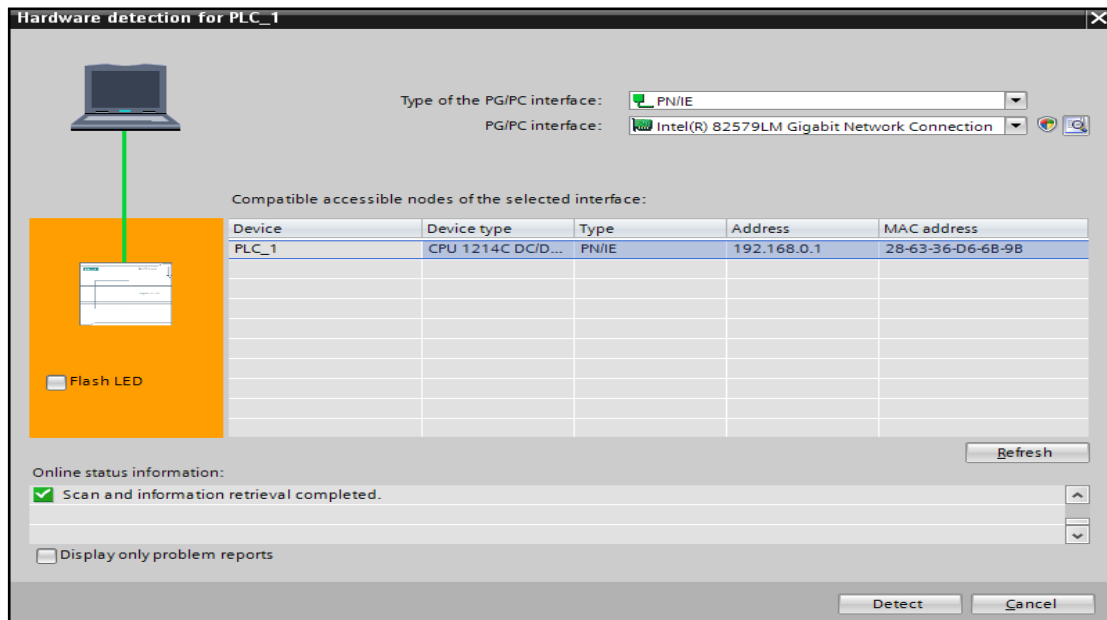 Hardware detection for PLC_1
Type of the PG/PC interface: PN/IE
PG/PC interface: Intel(R) 82579LM Gigabit Network Connection
Compatible accessible nodes of the selected interface:
Device Device type Type Address MAC address
PLC_1 CPU 1214C DC/D... PN/IE 192.168.0.1 28-63-36-D6-6B-9B
Flash LED
Refresh
Online status information:
Scan and information retrieval completed.
Display only problem reports
Detect Cancel